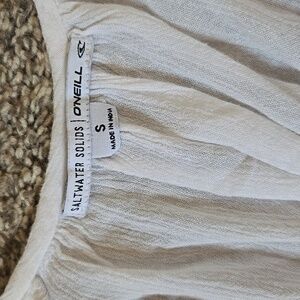 SALTWATER SOLIDS | O'NEILL
S
MADE IN INDIA